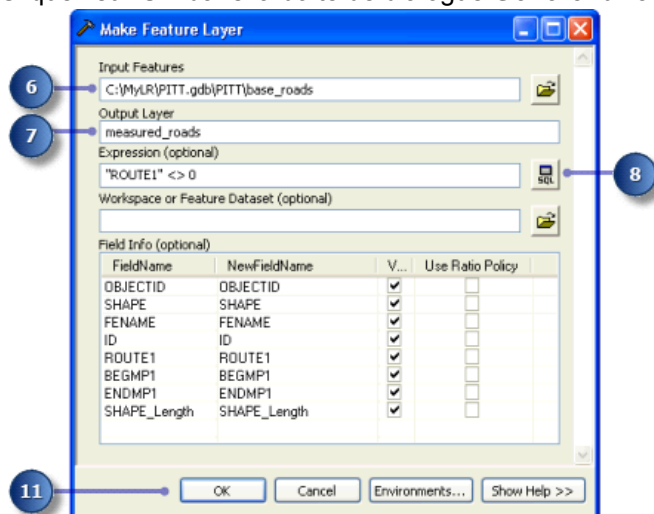 Make Feature Layer
Input Features
6
C:\MyLR\PITT.gdb\PITT\base_roads
Output Layer
7
measured_roads
Expression (optional)
"ROUTE1" <> 0
SQL
8
Workspace or Feature Dataset (optional)
Field Info (optional)
FieldName NewFieldName V... Use Ratio Policy
OBJECTID OBJECTID
SHAPE SHAPE
FENAME FENAME
ID ID
ROUTE1 ROUTE1
BEGMP1 BEGMP1
ENDMP1 ENDMP1
SHAPE_Length SHAPE_Length
11
OK Cancel Environments... Show Help >>